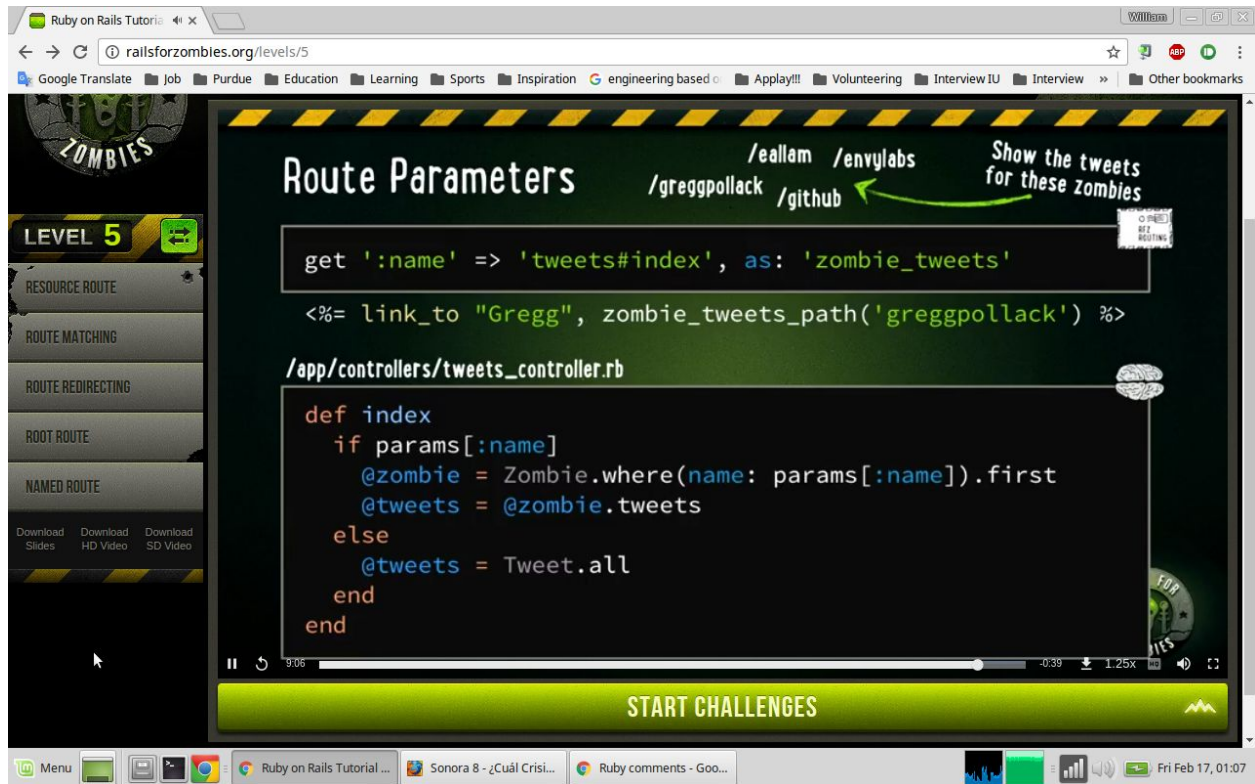 Ruby on Rails Tutoria
William
railsforzombies.org/levels/5
ABP
Google Translate Job Purdue Education Learning Sports Inspiration G engineering based o Applay!!! Volunteering Interview IU Interview » Other bookmarks
ZOMBIES
LEVEL 5
RESOURCE ROUTE
ROUTE MATCHING
ROUTE REDIRECTING
ROOT ROUTE
NAMED ROUTE
Download Slides
Download HD Video
Download SD Video
Route Parameters
/eallam /envylabs
/greggpollack /github
Show the tweets
for these zombies
RFZ
ROUTING
get ':name' => 'tweets#index', as: 'zombie_tweets'
<%= link_to "Gregg", zombie_tweets_path('greggpollack') %>
/app/controllers/tweets_controller.rb
def index
if params[:name]
@zombie = Zombie.where(name: params[:name]).first
@tweets = @zombie.tweets
else
@tweets = Tweet.all
end
end
FOR
9:06
-0:39 1.25x HQ
START CHALLENGES
Menu
Ruby on Rails Tutorial ...
Sonora 8 - ¿Cuál Crisi...
Ruby comments - Goo...
Fri Feb 17, 01:07